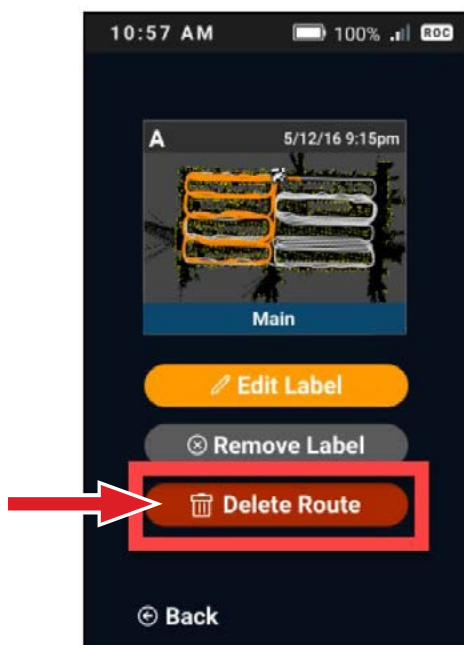 10:57 AM 100% ROC
A 5/12/16 9:15pm
Main
Edit Label
Remove Label
Delete Route
Back